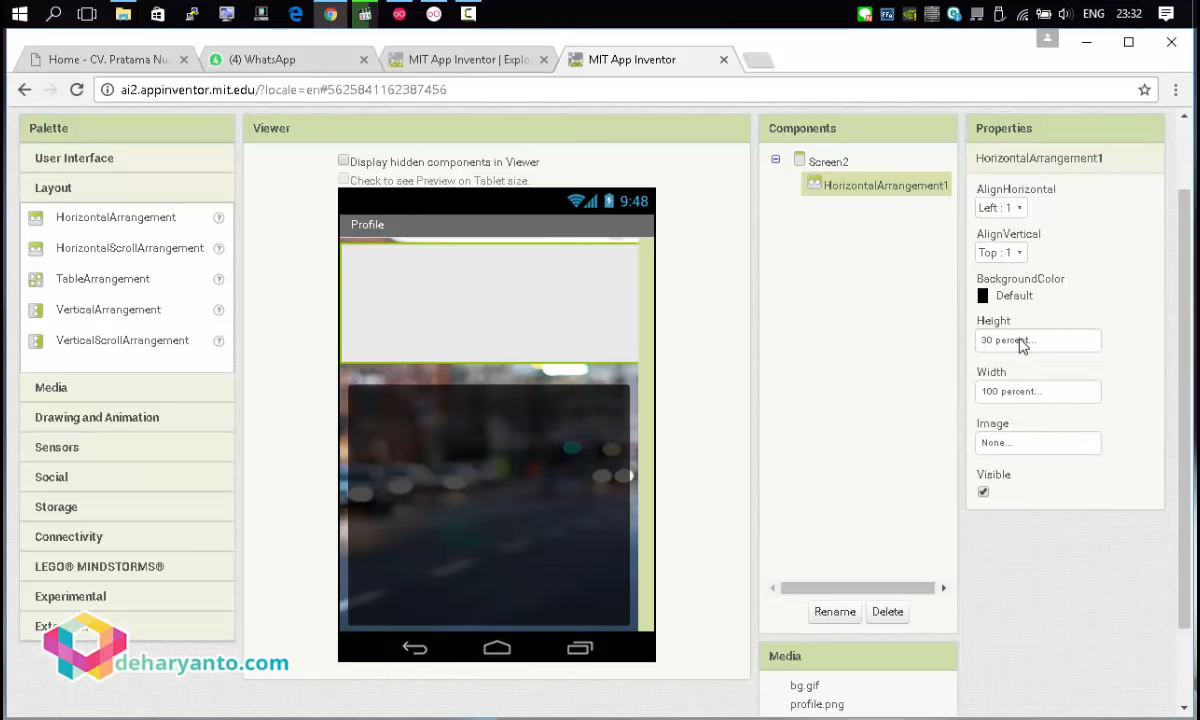 ENG 23:32
Home - CV. Pratama Nu
(4) WhatsApp
MIT App Inventor | Explo
MIT App Inventor
ai2.appinventor.mit.edu/?locale=en#5625841162387456
Palette
User Interface
Layout
HorizontalArrangement
HorizontalScrollArrangement
TableArrangement
VerticalArrangement
VerticalScrollArrangement
Media
Drawing and Animation
Sensors
Social
Storage
Connectivity
LEGO® MINDSTORMS®
Experimental
deharyanto.com
Viewer
Display hidden components in Viewer
Check to see Preview on Tablet size.
9:48
Profile
Components
Screen2
HorizontalArrangement1
Rename
Delete
Media
bg.gif
profile.png
Properties
HorizontalArrangement1
AlignHorizontal
Left : 1
AlignVertical
Top : 1
BackgroundColor
Default
Height
30 percent...
Width
100 percent...
Image
None...
Visible